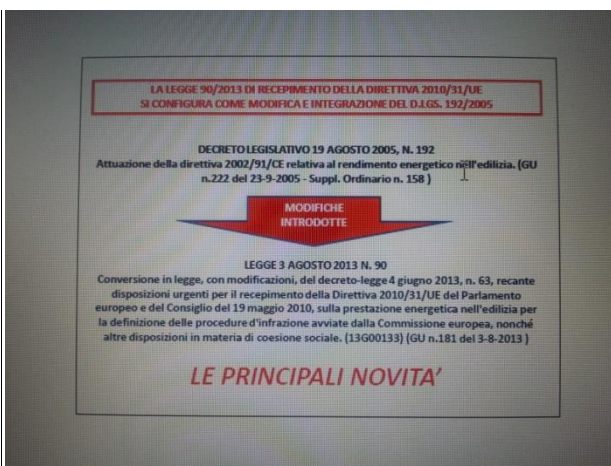 LA LEGGE 90/2013 DI RECEPIMENTO DELLA DIRETTIVA 2010/31/UE
SI CONFIGURA COME MODIFICA E INTEGRAZIONE DEL D.lGS. 192/2005
DECRETO LEGISLATIVO 19 AGOSTO 2005, N. 192
Attuazione della direttiva 2002/91/CE relativa al rendimento energetico nell'edilizia. (GU
n.222 del 23-9-2005 - Suppl. Ordinario n. 158 )
MODIFICHE
INTRODOTTE
LEGGE 3 AGOSTO 2013 N. 90
Conversione in legge, con modificazioni, del decreto-legge 4 giugno 2013, n. 63, recante
disposizioni urgenti per il recepimento della Direttiva 2010/31/UE del Parlamento
europeo e del Consiglio del 19 maggio 2010, sulla prestazione energetica nell'edilizia per
la definizione delle procedure d'infrazione avviate dalla Commissione europea, nonché
altre disposizioni in materia di coesione sociale. (13G00133) (GU n.181 del 3-8-2013 )
LE PRINCIPALI NOVITA'